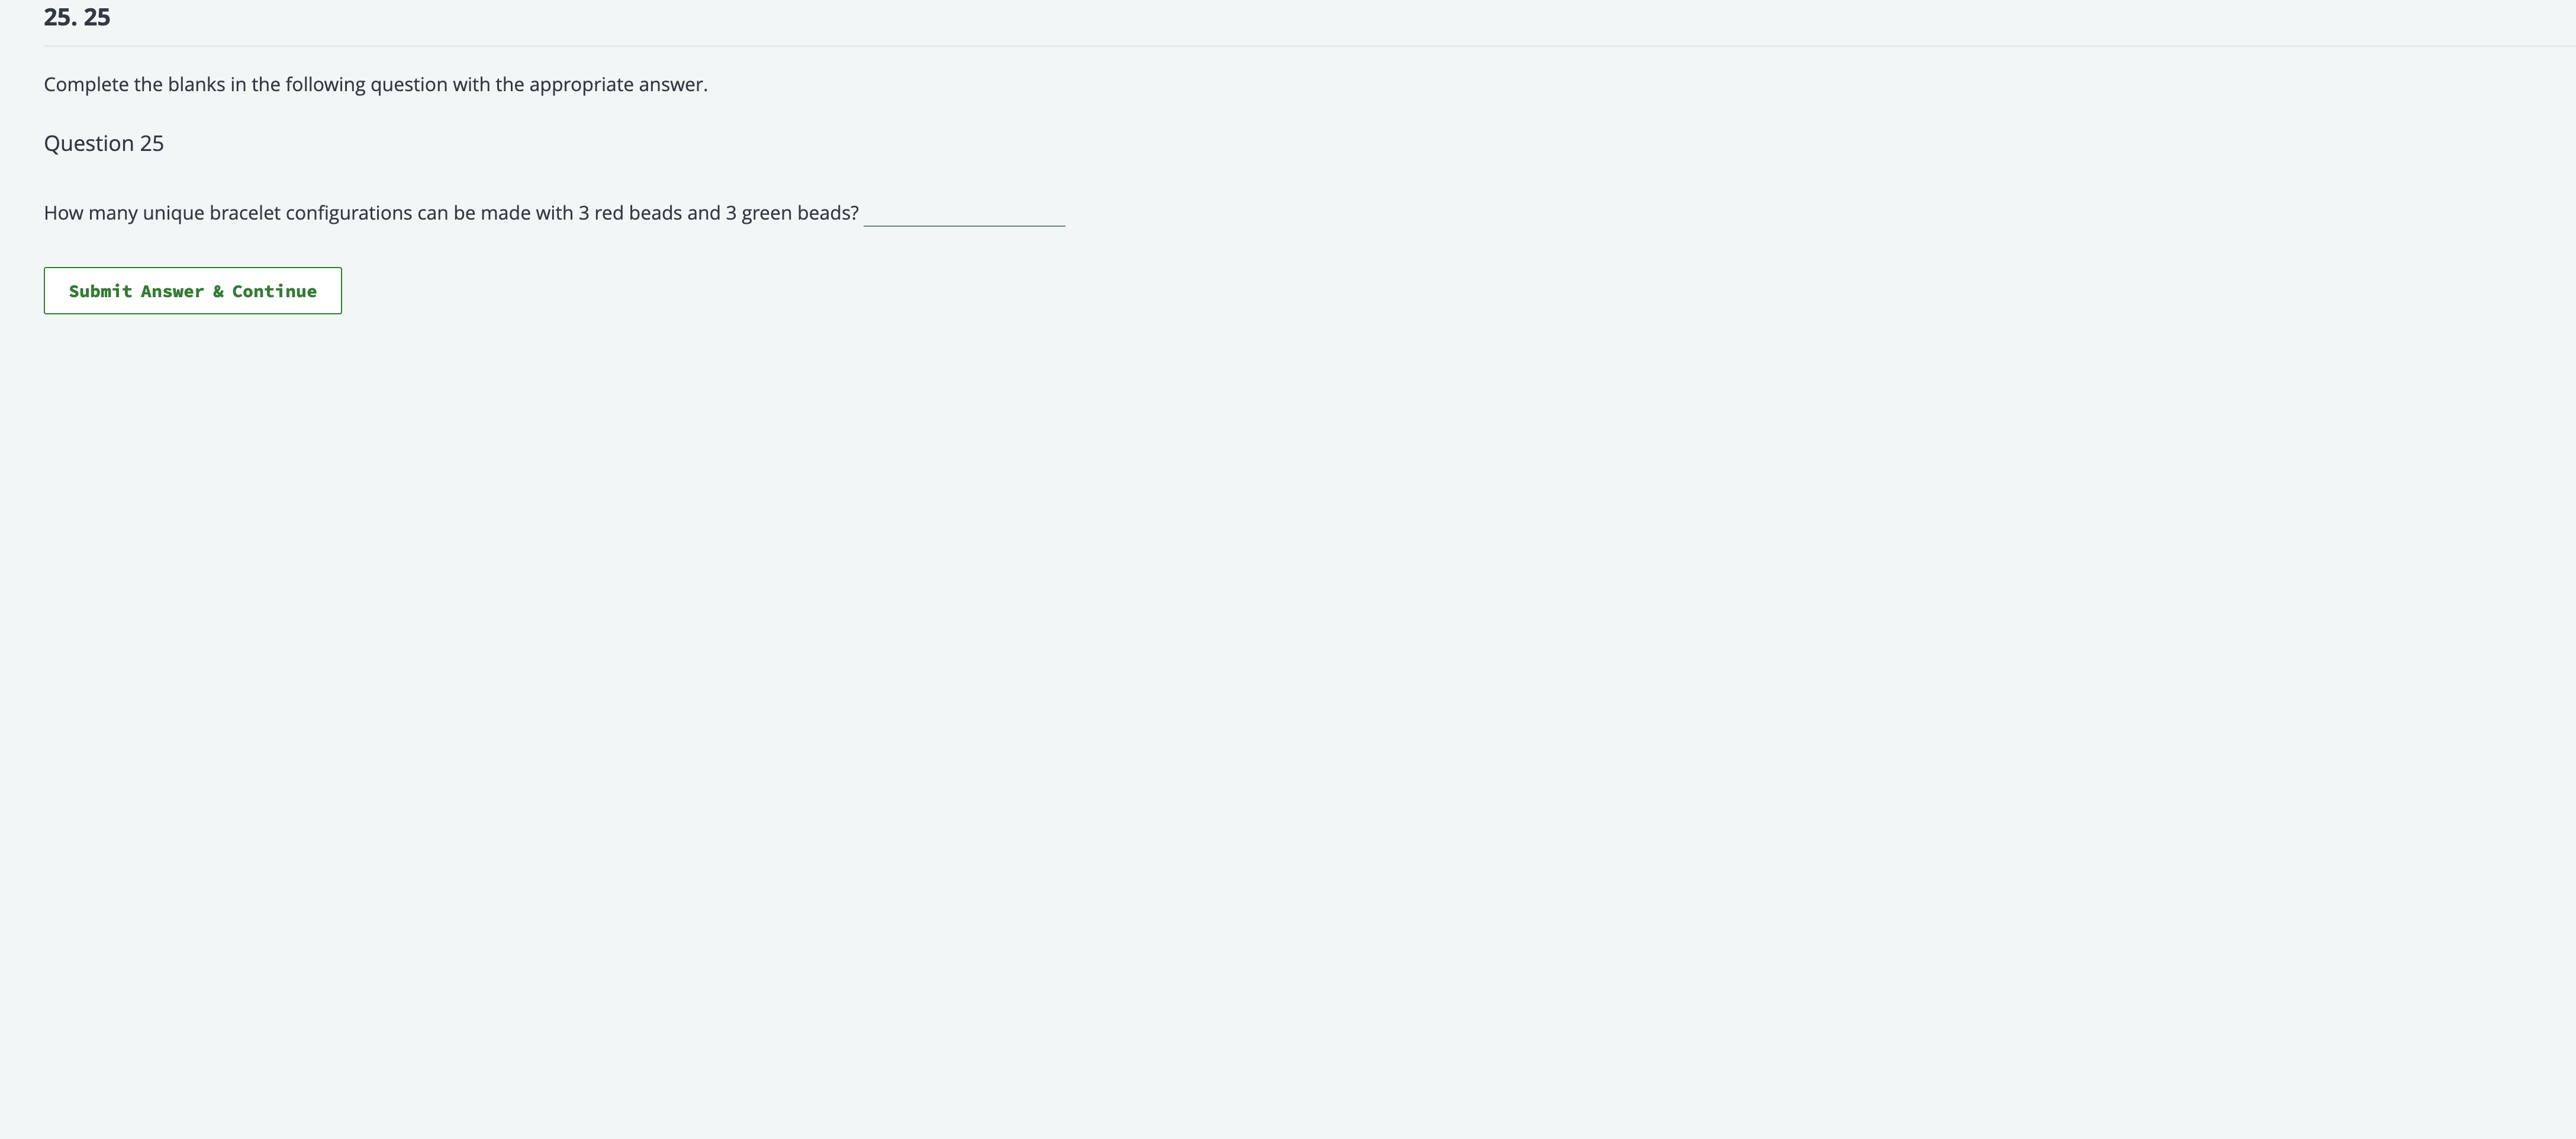 25. 25
Complete the blanks in the following question with the appropriate answer.
Question 25
How many unique bracelet configurations can be made with 3 red beads and 3 green beads?
Submit Answer & Continue